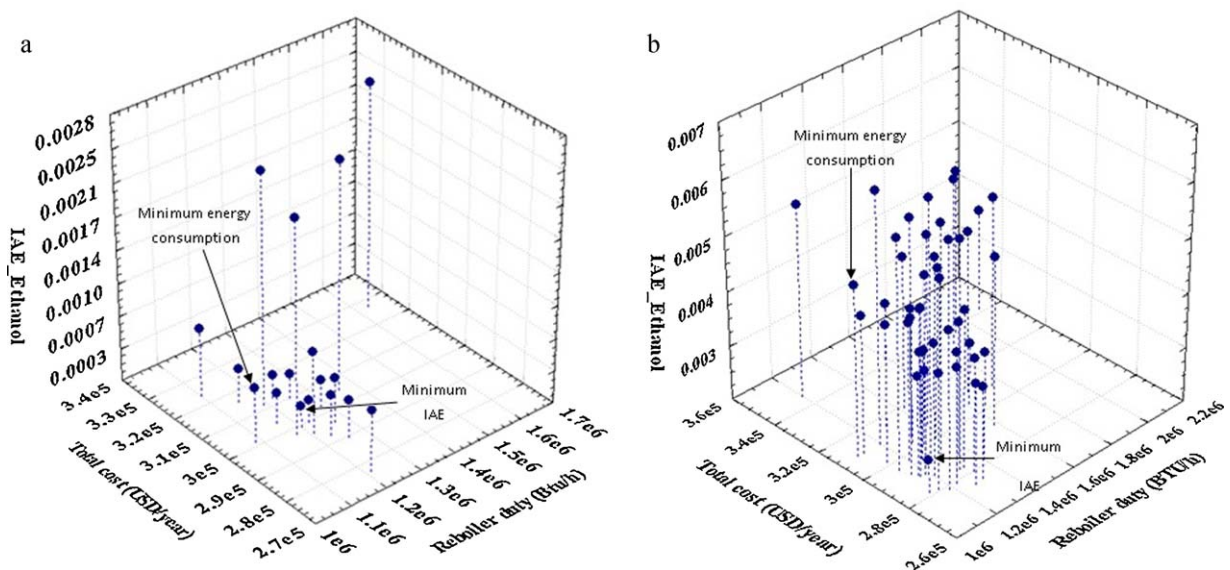 a
0.0028
0.0025
0.0021
0.0017
0.0014
0.0010
0.0007
0.0003
IAE_Ethanol
Minimum energy
consumption
Minimum
IAE
3.4e5
3.3e5
3.2e5
3.1e5
3e5
2.9e5
2.8e5
2.7e5
Total cost (USD/year)
1e6
1.1e6
1.2e6
1.3e6
1.4e6
1.5e6
1.6e6
1.7e6
Reboiler duty (Btu/h)
b
0.007
0.006
0.005
0.004
0.003
IAE_Ethanol
Minimum energy
consumption
Minimum
IAE
3.6e5
3.4e5
3.2e5
3e5
2.8e5
2.6e5
Total cost (USD/year)
1e6
1.2e6
1.4e6
1.6e6
1.8e6
2e6
2.2e6
Reboiler duty (BTU/h)